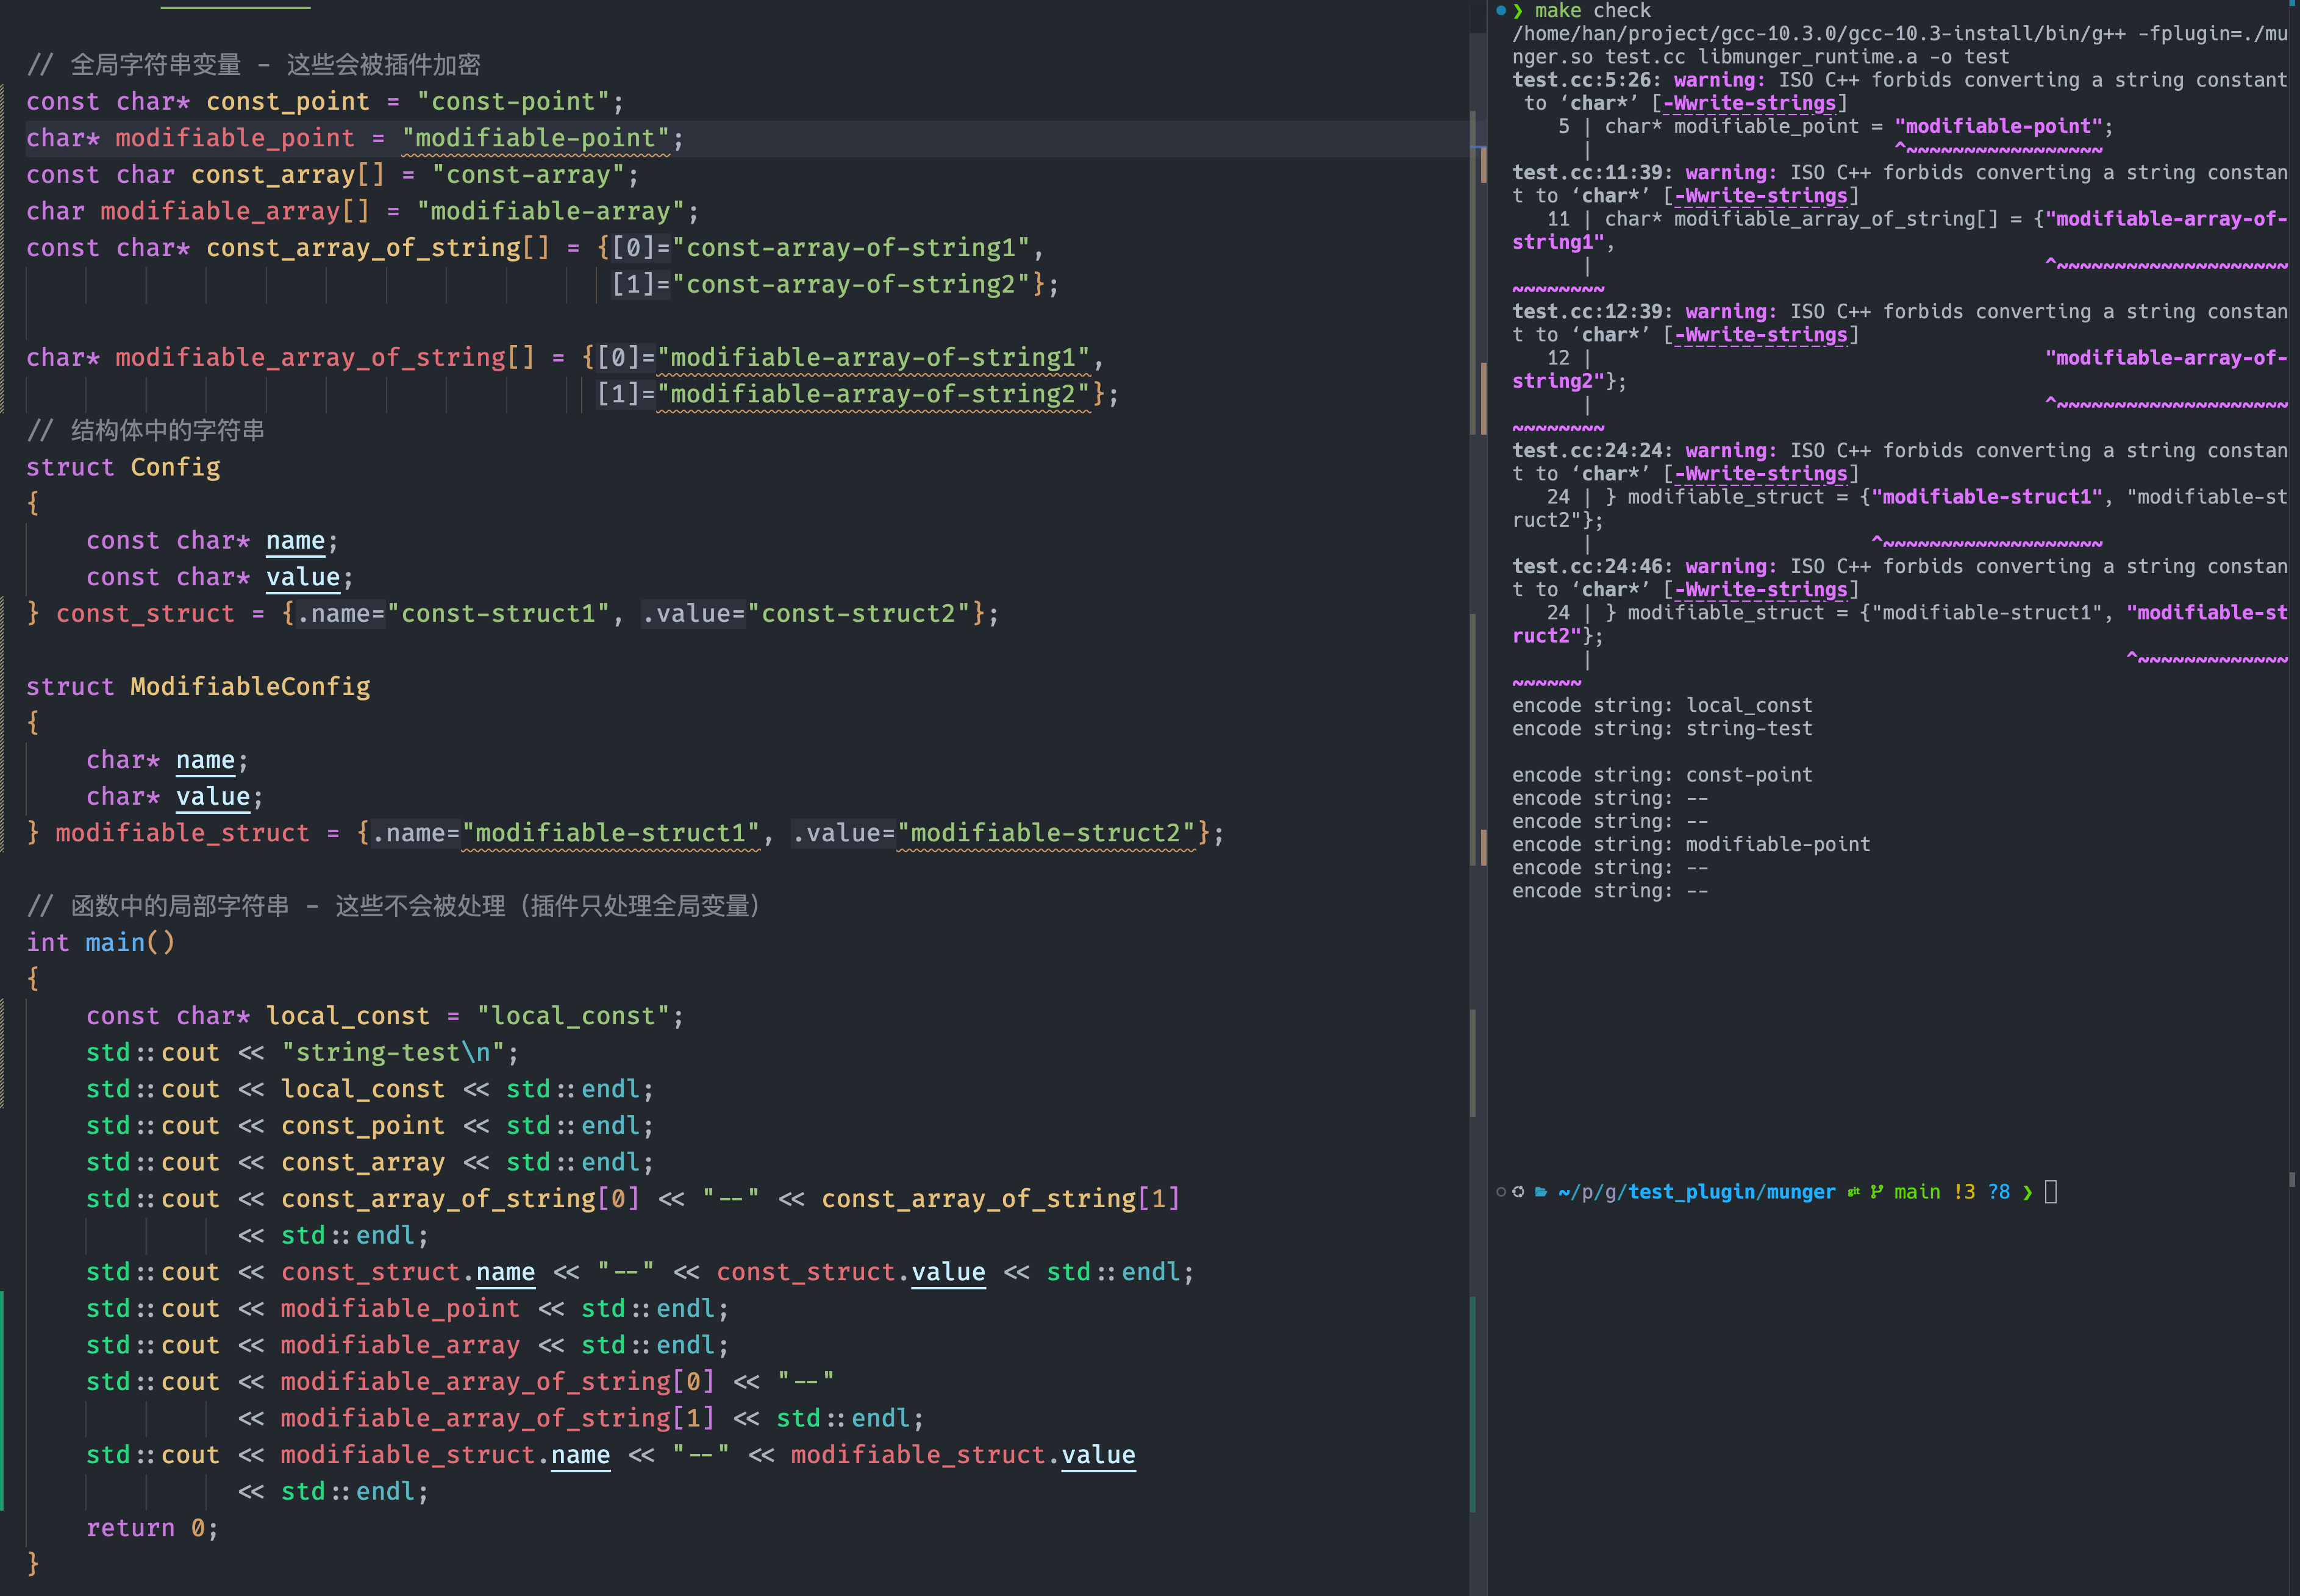 // 全局字符串变量 - 这些会被插件加密
const char* const_point = "const-point";
char* modifiable_point = "modifiable-point";
const char const_array[] = "const-array";
char modifiable_array[] = "modifiable-array";
const char* const_array_of_string[] = {[0]="const-array-of-string1",
[1]="const-array-of-string2"};
char* modifiable_array_of_string[] = {[0]="modifiable-array-of-string1",
[1]="modifiable-array-of-string2"};
// 结构体中的字符串
struct Config
{
const char* name;
const char* value;
} const_struct = {.name="const-struct1", .value="const-struct2"};
struct ModifiableConfig
{
char* name;
char* value;
} modifiable_struct = {.name="modifiable-struct1", .value="modifiable-struct2"};
// 函数中的局部字符串 - 这些不会被处理（插件只处理全局变量）
int main()
{
const char* local_const = "local_const";
std::cout << "string-test\n";
std::cout << local_const << std::endl;
std::cout << const_point << std::endl;
std::cout << const_array << std::endl;
std::cout << const_array_of_string[0] << "--" << const_array_of_string[1]
<< std::endl;
std::cout << const_struct.name << "--" << const_struct.value << std::endl;
std::cout << modifiable_point << std::endl;
std::cout << modifiable_array << std::endl;
std::cout << modifiable_array_of_string[0] << "--"
<< modifiable_array_of_string[1] << std::endl;
std::cout << modifiable_struct.name << "--" << modifiable_struct.value
<< std::endl;
return 0;
}
❯ make check
/home/han/project/gcc-10.3.0/gcc-10.3-install/bin/g++ -fplugin=./mu
nger.so test.cc libmunger_runtime.a -o test
test.cc:5:26: warning: ISO C++ forbids converting a string constant
to ‘char*’ [-Wwrite-strings]
5 | char* modifiable_point = "modifiable-point";
| ^~~~~~~~~~~~~~~~~~
test.cc:11:39: warning: ISO C++ forbids converting a string constan
t to ‘char*’ [-Wwrite-strings]
11 | char* modifiable_array_of_string[] = {"modifiable-array-of-
string1",
| ^~~~~~~~~~~~~~~~~~~~~
~~~~~~~~
test.cc:12:39: warning: ISO C++ forbids converting a string constan
t to ‘char*’ [-Wwrite-strings]
12 | "modifiable-array-of-
string2"};
| ^~~~~~~~~~~~~~~~~~~~~
~~~~~~~~
test.cc:24:24: warning: ISO C++ forbids converting a string constan
t to ‘char*’ [-Wwrite-strings]
24 | } modifiable_struct = {"modifiable-struct1", "modifiable-st
ruct2"};
| ^~~~~~~~~~~~~~~~~~~~
test.cc:24:46: warning: ISO C++ forbids converting a string constan
t to ‘char*’ [-Wwrite-strings]
24 | } modifiable_struct = {"modifiable-struct1", "modifiable-st
ruct2"};
| ^~~~~~~~~~~~~~
~~~~~~
encode string: local_const
encode string: string-test
encode string: const-point
encode string: --
encode string: --
encode string: modifiable-point
encode string: --
encode string: --
~/p/g/test_plugin/munger git main !3 ?8 ❯